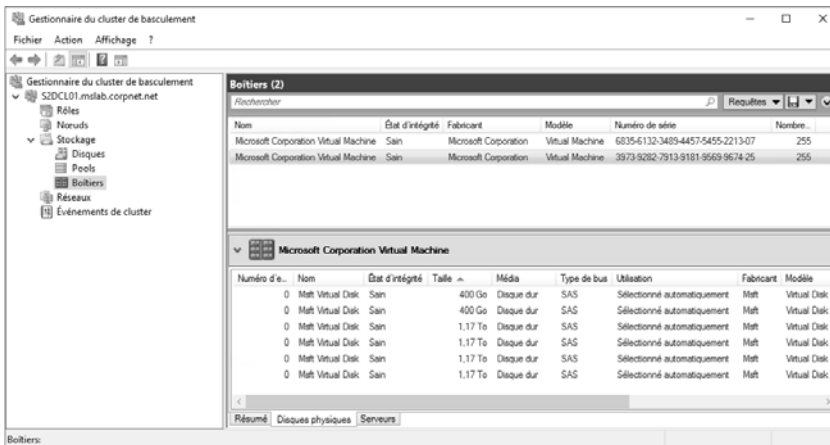 Gestionnaire du cluster de basculement
Fichier Action Affichage ?
Gestionnaire du cluster de basculement
S2DCL01.mslab.corpnet.net
Rôles
Nœuds
Stockage
Disques
Pools
Boîtiers
Réseaux
Événements de cluster
Boîtiers (2)
Rechercher
Requêtes
Nom État d'intégrité Fabricant Modèle Numéro de série Nombre...
Microsoft Corporation Virtual Machine Sain Microsoft Corporation Virtual Machine 6835-6132-3489-4457-5455-2213-07 255
Microsoft Corporation Virtual Machine Sain Microsoft Corporation Virtual Machine 3973-9282-7913-9181-9569-9674-25 255
Microsoft Corporation Virtual Machine
Numéro d'e... Nom État d'intégrité Taille Média Type de bus Utilisation Fabricant Modèle
0 Msft Virtual Disk Sain 400 Go Disque dur SAS Sélectionné automatiquement Msft Virtual Disk
0 Msft Virtual Disk Sain 400 Go Disque dur SAS Sélectionné automatiquement Msft Virtual Disk
0 Msft Virtual Disk Sain 1,17 To Disque dur SAS Sélectionné automatiquement Msft Virtual Disk
0 Msft Virtual Disk Sain 1,17 To Disque dur SAS Sélectionné automatiquement Msft Virtual Disk
0 Msft Virtual Disk Sain 1,17 To Disque dur SAS Sélectionné automatiquement Msft Virtual Disk
0 Msft Virtual Disk Sain 1,17 To Disque dur SAS Sélectionné automatiquement Msft Virtual Disk
Résumé Disques physiques Serveurs
Boîtiers: